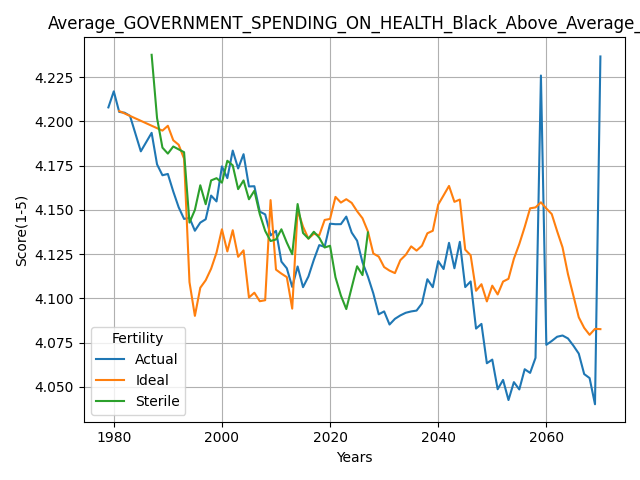 Average_GOVERNMENT_SPENDING_ON_HEALTH_Black_Above_Average_
4.225
4.200
4.175
4.150
4.125
4.100
4.075
4.050
Score(1-5)
Fertility
Actual
Ideal
Sterile
1980
2000
2020
2040
2060
Years